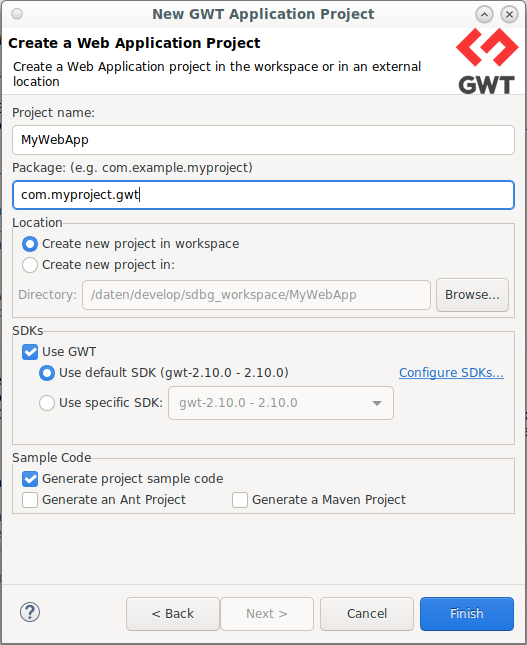 New GWT Application Project
Create a Web Application Project
Create a Web Application project in the workspace or in an external
location
GWT
Project name:
MyWebApp
Package: (e.g. com.example.myproject)
com.myproject.gwt
Location
Create new project in workspace
Create new project in:
Directory: /daten/develop/sdbg_workspace/MyWebApp Browse...
SDKs
Use GWT
Use default SDK (gwt-2.10.0 - 2.10.0) Configure SDKs...
Use specific SDK: gwt-2.10.0 - 2.10.0
Sample Code
Generate project sample code
Generate an Ant Project Generate a Maven Project
? < Back Next > Cancel Finish